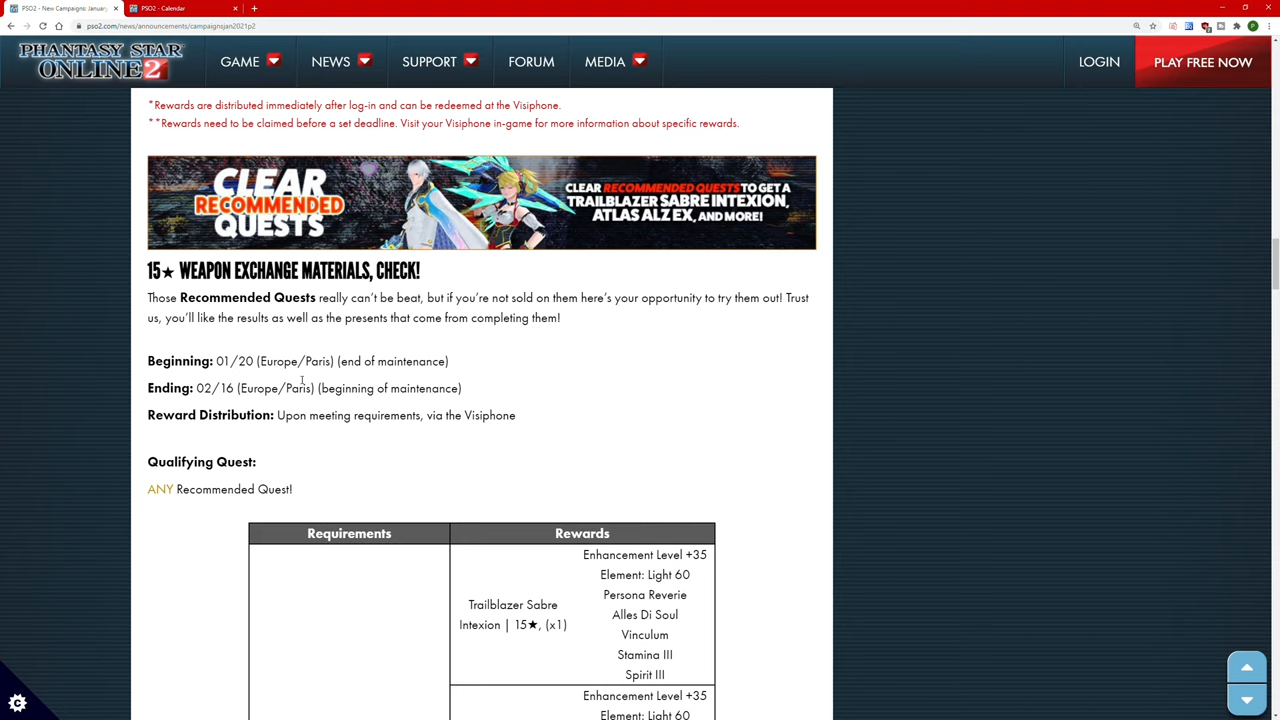 PSO2 - New Campaigns: January
PSO2 - Calendar
pso2.com/news/announcements/campaignsjan2021p2
PHANTASY STAR
ONLINE 2
GAME
NEWS
SUPPORT
FORUM
MEDIA
LOGIN
PLAY FREE NOW
*Rewards are distributed immediately after log-in and can be redeemed at the Visiphone.
**Rewards need to be claimed before a set deadline. Visit your Visiphone in-game for more information about specific rewards.
CLEAR
RECOMMENDED
QUESTS
CLEAR RECOMMENDED QUESTS TO GET A
TRAILBLAZER SABRE INTEXION,
ATLAS ALZ EX, AND MORE!
15★ WEAPON EXCHANGE MATERIALS, CHECK!
Those Recommended Quests really can't be beat, but if you're not sold on them here's your opportunity to try them out! Trust
us, you'll like the results as well as the presents that come from completing them!
Beginning: 01/20 (Europe/Paris) (end of maintenance)
Ending: 02/16 (Europe/Paris) (beginning of maintenance)
Reward Distribution: Upon meeting requirements, via the Visiphone
Qualifying Quest:
ANY Recommended Quest!
Requirements
Rewards
Trailblazer Sabre
Intexion | 15★, (x1)
Enhancement Level +35
Element: Light 60
Persona Reverie
Alles Di Soul
Vinculum
Stamina III
Spirit III
Enhancement Level +35
Element: Light 60